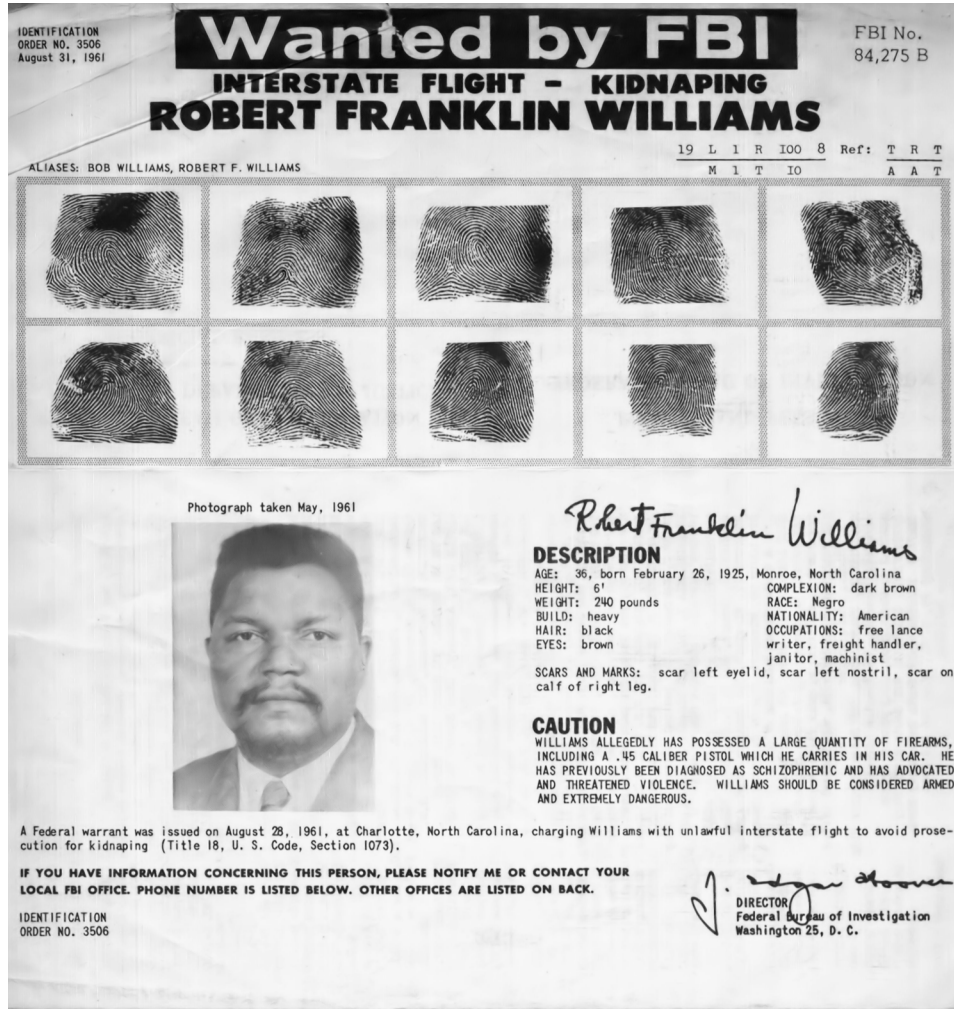 IDENTIFICATION
ORDER NO. 3506
August 31, 1961
Wanted by FBI
FBI No.
84,275 B
INTERSTATE FLIGHT - KIDNAPING
ROBERT FRANKLIN WILLIAMS
19 L 1 R IOO 8 Ref: T R T
M 1 T IO A A T
ALIASES: BOB WILLIAMS, ROBERT F. WILLIAMS
Photograph taken May, 1961
Robert Franklin Williams
DESCRIPTION
AGE: 36, born February 26, 1925, Monroe, North Carolina
HEIGHT: 6' COMPLEXION: dark brown
WEIGHT: 240 pounds RACE: Negro
BUILD: heavy NATIONALITY: American
HAIR: black OCCUPATIONS: free lance
EYES: brown writer, freight handler,
janitor, machinist
SCARS AND MARKS: scar left eyelid, scar left nostril, scar on
calf of right leg.
CAUTION
WILLIAMS ALLEGEDLY HAS POSSESSED A LARGE QUANTITY OF FIREARMS,
INCLUDING A .45 CALIBER PISTOL WHICH HE CARRIES IN HIS CAR. HE
HAS PREVIOUSLY BEEN DIAGNOSED AS SCHIZOPHRENIC AND HAS ADVOCATED
AND THREATENED VIOLENCE. WILLIAMS SHOULD BE CONSIDERED ARMED
AND EXTREMELY DANGEROUS.
A Federal warrant was issued on August 28, 1961, at Charlotte, North Carolina, charging Williams with unlawful interstate flight to avoid prose-
cution for kidnaping (Title 18, U. S. Code, Section 1073).
IF YOU HAVE INFORMATION CONCERNING THIS PERSON, PLEASE NOTIFY ME OR CONTACT YOUR
LOCAL FBI OFFICE. PHONE NUMBER IS LISTED BELOW. OTHER OFFICES ARE LISTED ON BACK.
J. Edgar Hoover
DIRECTOR
Federal Bureau of Investigation
Washington 25, D. C.
IDENTIFICATION
ORDER NO. 3506